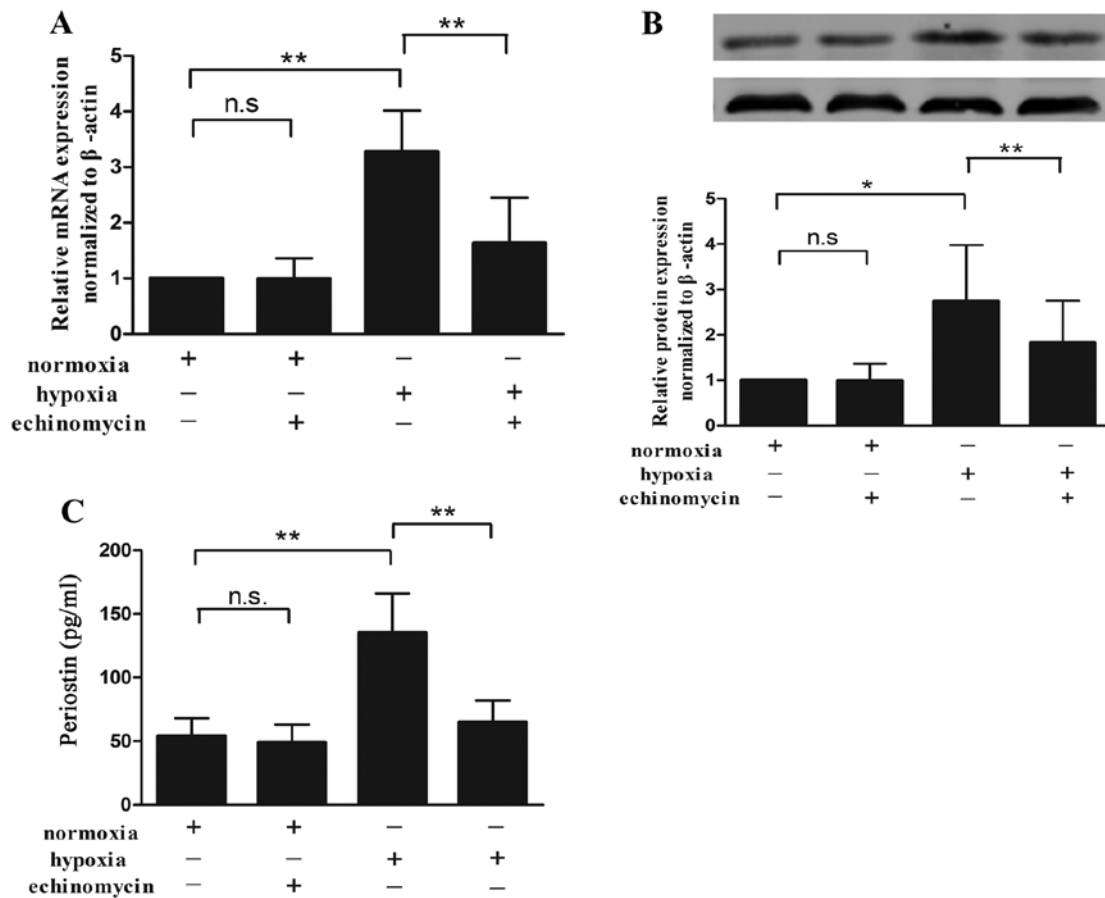 A
Relative mRNA expression
normalized to β -actin
5
4
3
2
1
0
**
**
n.s
normoxia + + – –
hypoxia – – + +
echinomycin – + – +
B
Relative protein expression
normalized to β -actin
5
4
3
2
1
0
*
**
n.s
normoxia + + – –
hypoxia – – + +
echinomycin – + – +
C
Periostin (pg/ml)
200
150
100
50
0
**
**
n.s.
normoxia + + – –
hypoxia – – + +
echinomycin – + – –